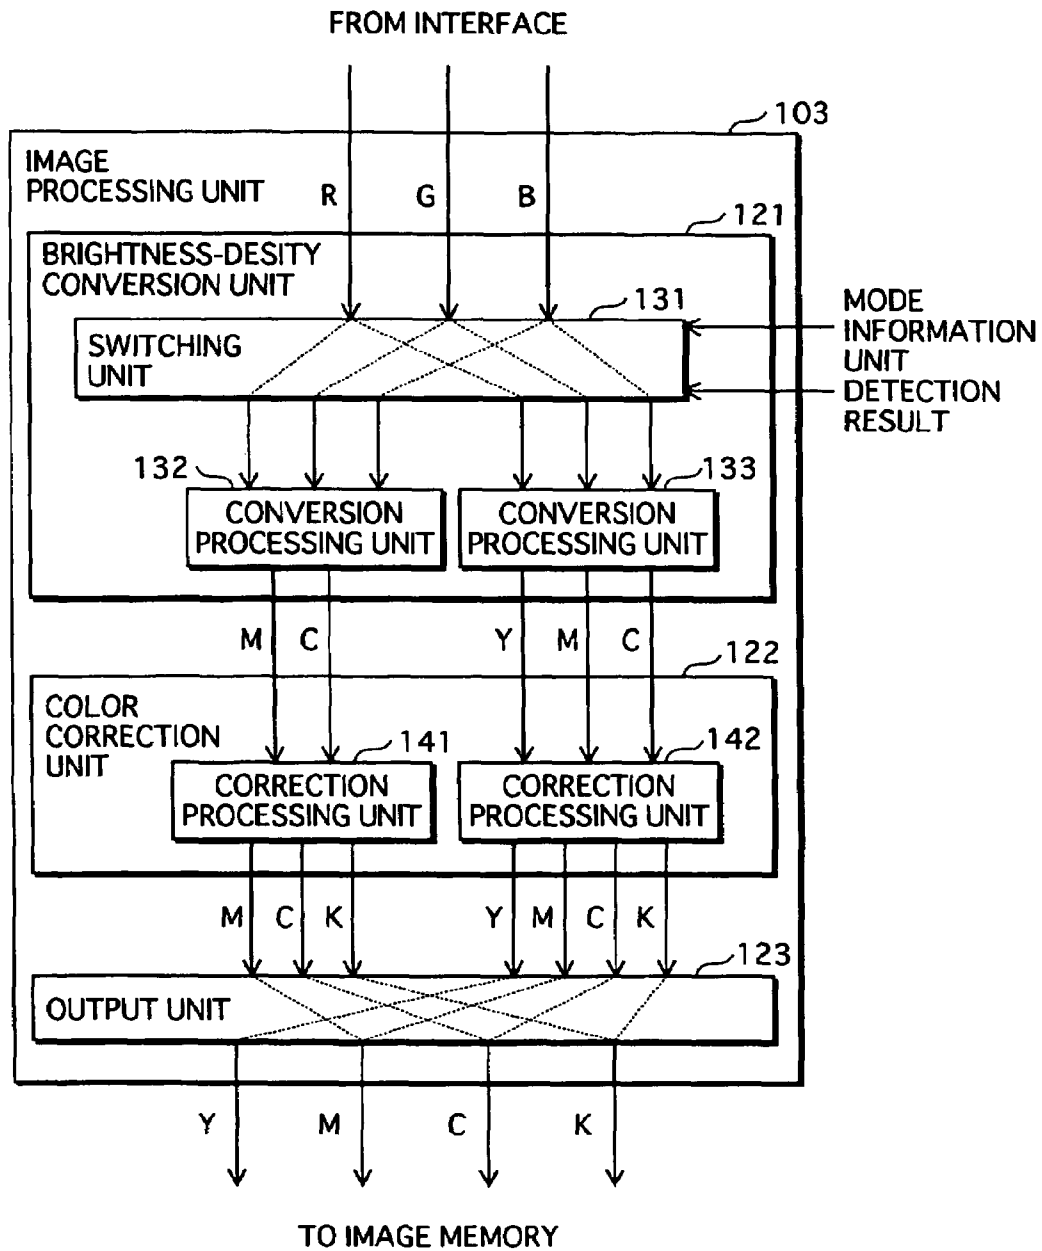 FROM INTERFACE
103
IMAGE
PROCESSING UNIT
R G B
121
BRIGHTNESS-DESITY
CONVERSION UNIT
131
MODE
INFORMATION
UNIT
SWITCHING
UNIT
DETECTION
RESULT
132 133
CONVERSION
PROCESSING UNIT
CONVERSION
PROCESSING UNIT
M C Y M C
122
COLOR
CORRECTION
UNIT
141 142
CORRECTION
PROCESSING UNIT
CORRECTION
PROCESSING UNIT
M C K Y M C K
123
OUTPUT UNIT
Y M C K
TO IMAGE MEMORY